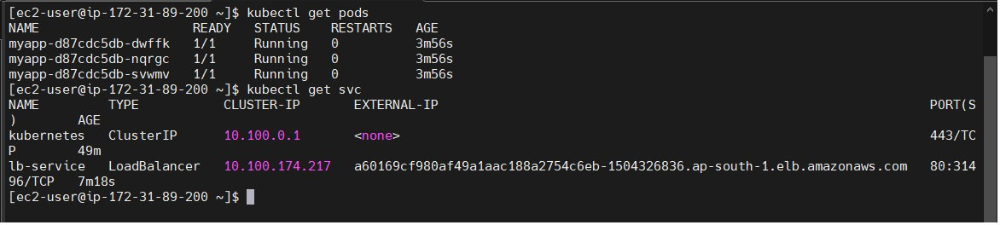 [ec2-user@ip-172-31-89-200 ~]$ kubectl get pods
NAME                    READY   STATUS    RESTARTS   AGE
myapp-d87cdc5db-dwffk   1/1     Running   0          3m56s
myapp-d87cdc5db-nqrgc   1/1     Running   0          3m56s
myapp-d87cdc5db-svwmv   1/1     Running   0          3m56s
[ec2-user@ip-172-31-89-200 ~]$ kubectl get svc
NAME         TYPE           CLUSTER-IP       EXTERNAL-IP                                                                PORT(S
)        AGE
kubernetes   ClusterIP      10.100.0.1       <none>                                                                     443/TC
P        49m
lb-service   LoadBalancer   10.100.174.217   a60169cf980af49a1aac188a2754c6eb-1504326836.ap-south-1.elb.amazonaws.com   80:314
96/TCP   7m18s
[ec2-user@ip-172-31-89-200 ~]$